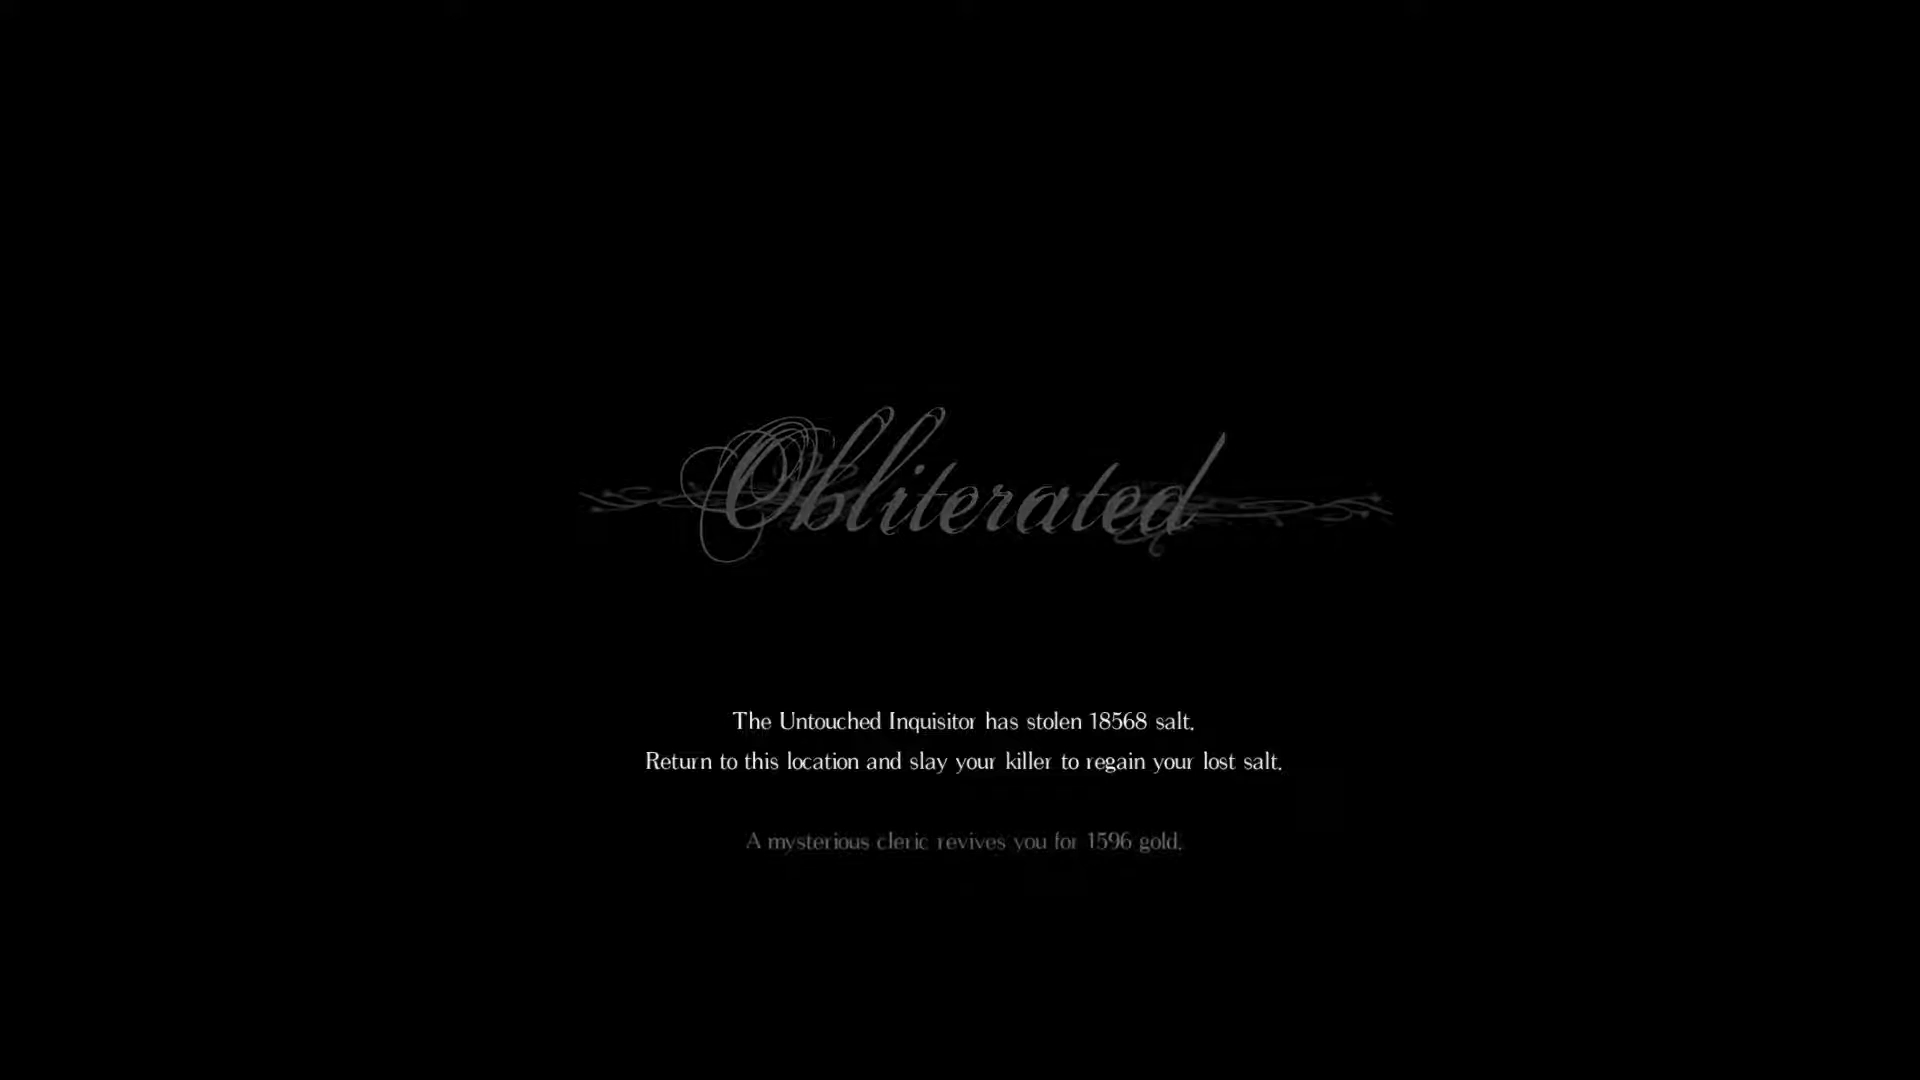 Obliterated
The Untouched Inquisitor has stolen 18568 salt.
Return to this location and slay your killer to regain your lost salt.
A mysterious cleric revives you for 1596 gold.